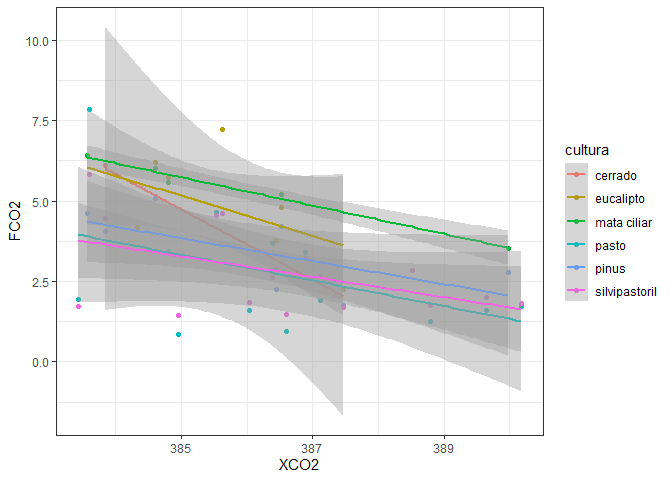 10.0
7.5
5.0
2.5
0.0
FCO2
385
387
389
XCO2
cultura
cerrado
eucalipto
mata ciliar
pasto
pinus
silvipastoril